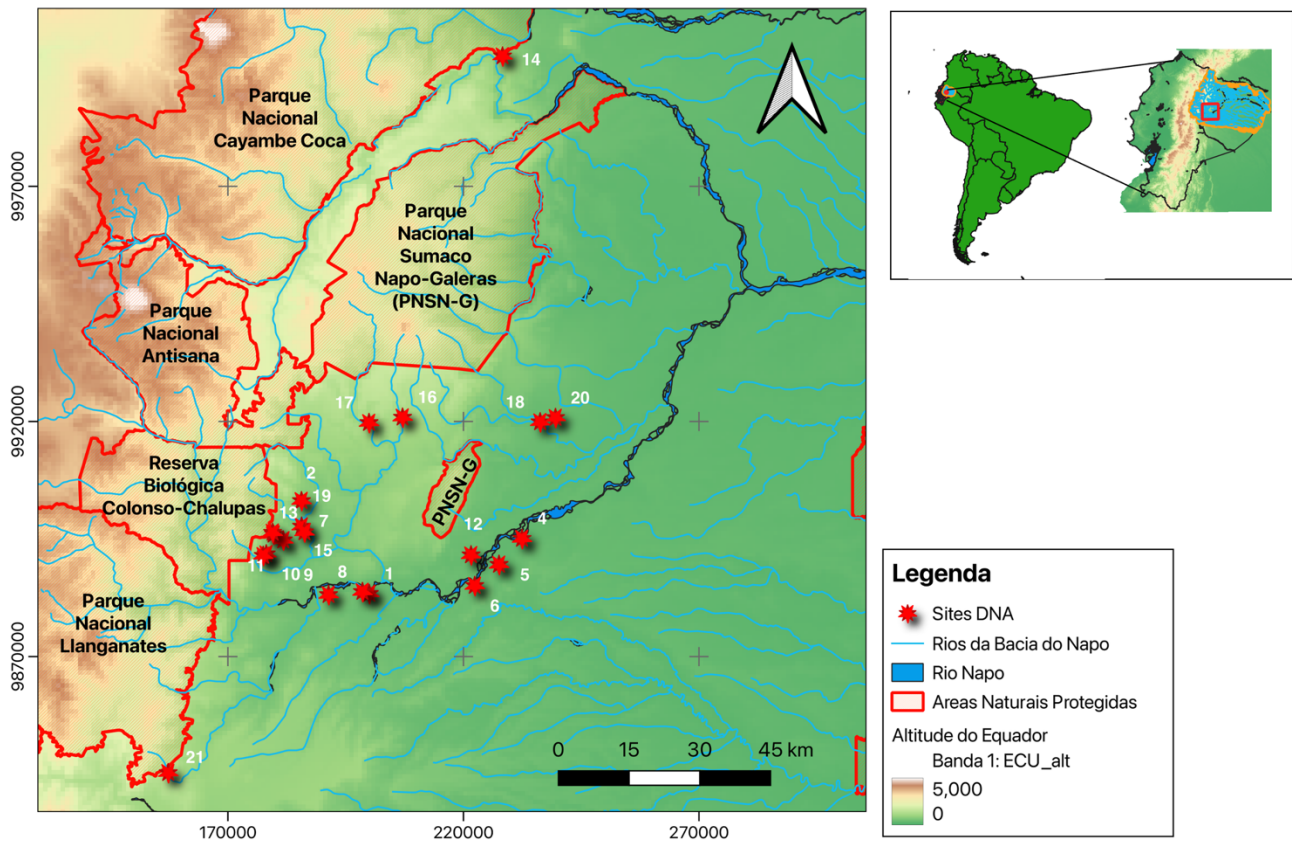 14
Parque
Nacional
Cayambe Coca
9970000
Parque
Nacional
Sumaco
Napo-Galeras
(PNSN-G)
Parque
Nacional
Antisana
17
16
18
20
9920000
Reserva
Biológica
Colonso-Chalupas
2
19
PNSN-G
13
7
12
4
15
11
10
9
8
1
5
6
Parque
Nacional
Llanganates
9870000
21
0 15 30 45 km
170000 220000 270000
Legenda
Sites DNA
Rios da Bacia do Napo
Rio Napo
Areas Naturais Protegidas
Altitude do Equador
Banda 1: ECU_alt
5,000
0